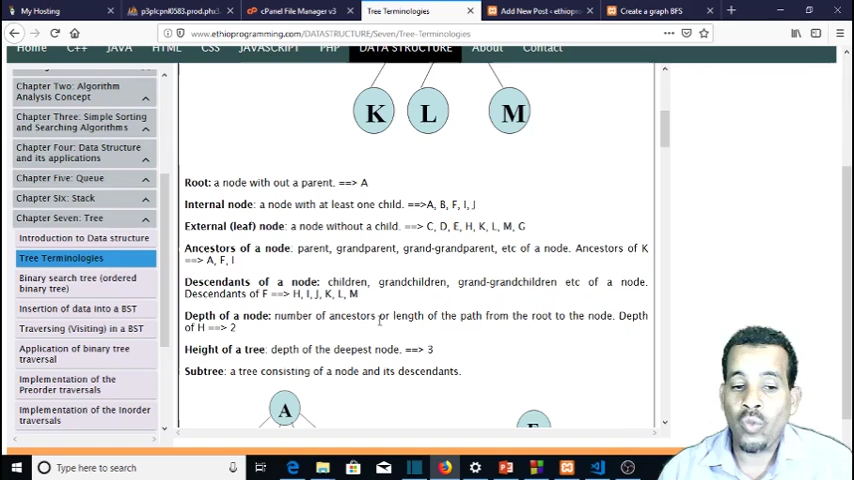 My Hosting
p3plcpnl0583.prod.ph
cPanel File Manager v3
Tree Terminologies
Add New Post - ethiopro
Create a graph BFS
www.ethioprogramming.com/DATASTRUCTURE/Seven/Tree-Terminologies
Home C++ JAVA HTML CSS JAVASCRIPT PHP DATA STRUCTURE About Contact
Chapter Two: Algorithm
Analysis Concept
Chapter Three: Simple Sorting
and Searching Algorithms
Chapter Four: Data Structure
and its applications
Chapter Five: Queue
Chapter Six: Stack
Chapter Seven: Tree
Introduction to Data structure
Tree Terminologies
Binary search tree (ordered
binary tree)
Insertion of data into a BST
Traversing (Visiting) in a BST
Application of binary tree
traversal
Implementation of the
Preorder traversals
Implementation of the Inorder
traversals
K L M
Root: a node with out a parent. ==> A
Internal node: a node with at least one child. ==>A, B, F, I, J
External (leaf) node: a node without a child. ==> C, D, E, H, K, L, M, G
Ancestors of a node: parent, grandparent, grand-grandparent, etc of a node. Ancestors of K
==> A, F, I
Descendants of a node: children, grandchildren, grand-grandchildren etc of a node.
Descendants of F ==> H, I, J, K, L, M
Depth of a node: number of ancestors or length of the path from the root to the node. Depth
of H ==> 2
Height of a tree: depth of the deepest node. ==> 3
Subtree: a tree consisting of a node and its descendants.
A
Type here to search